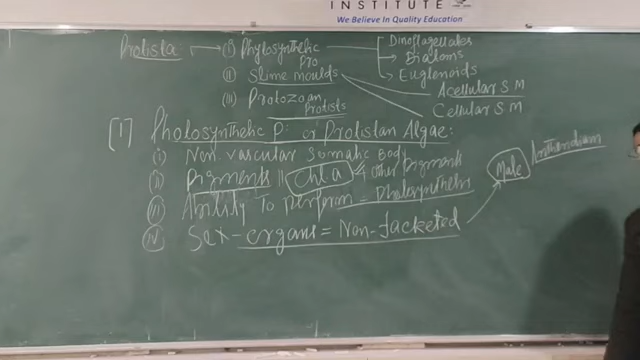 INSTITUTE
We Believe In Quality Education
Protista → (i) Phylosynthetic Pro
Dinoflagellates
Diatoms
Euglenoids
(ii) Slime moulds
Acellular S M
Cellular S M
(iii) Protozoan Protists
[1] Photosynthetic P. or Protistan Algae:
(i) Non. vascular Somatic Body
(ii) Pigments = Chl a + other Pigments
(iii) Ability To Perform = Photosynthesis
(iv) Sex-organs = Non-Jacketed
Male Antheridium